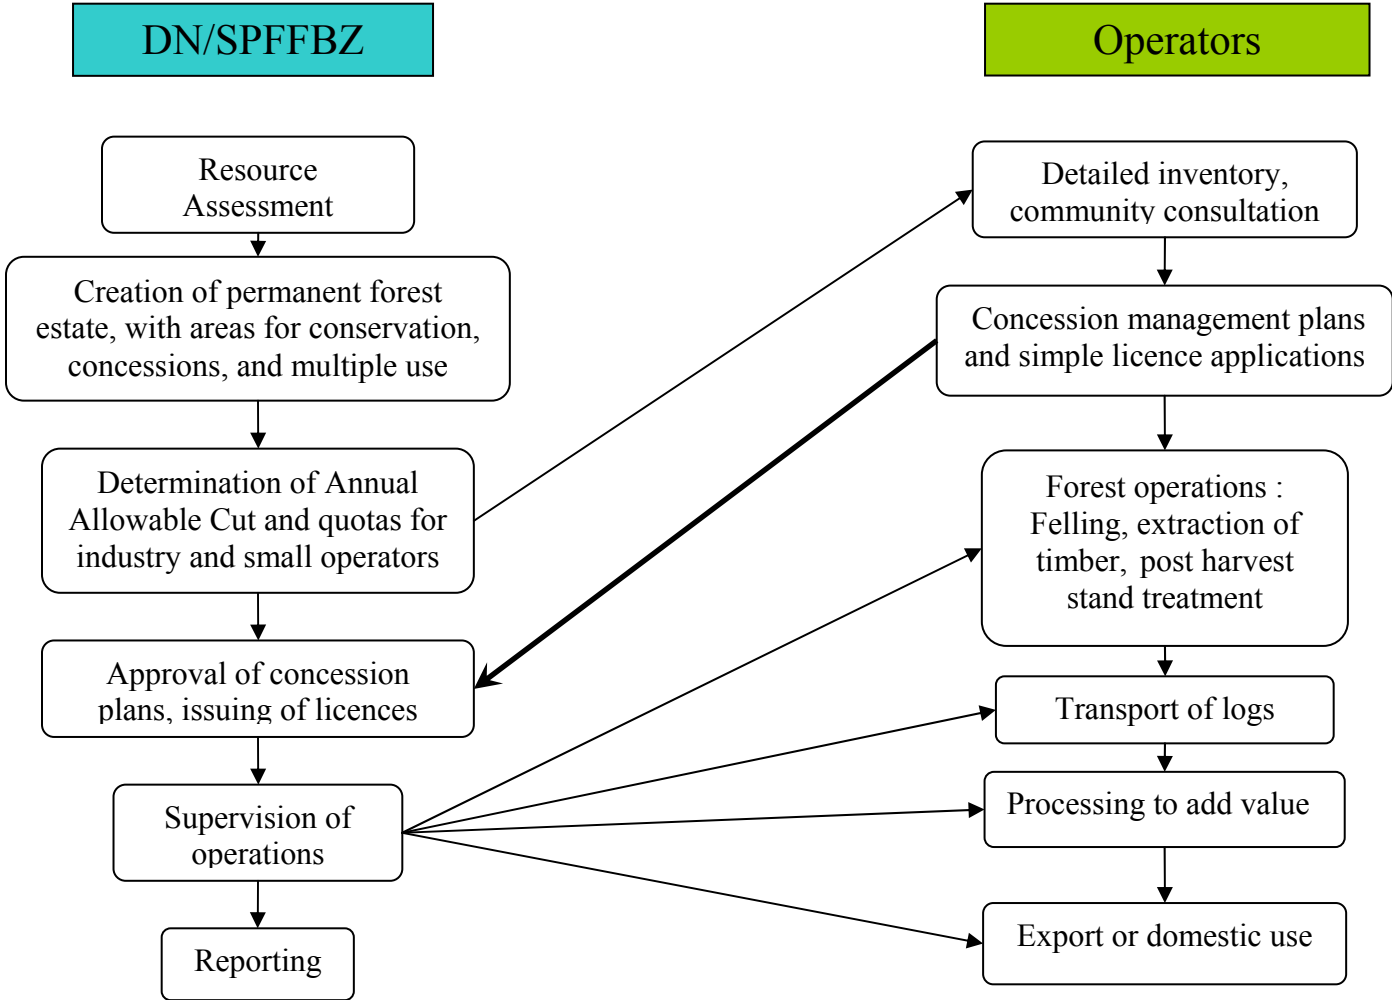 DN/SPFFBZ
Operators
Resource
Assessment
Creation of permanent forest
estate, with areas for conservation,
concessions, and multiple use
Determination of Annual
Allowable Cut and quotas for
industry and small operators
Approval of concession
plans, issuing of licences
Supervision of
operations
Reporting
Detailed inventory,
community consultation
Concession management plans
and simple licence applications
Forest operations :
Felling, extraction of
timber, post harvest
stand treatment
Transport of logs
Processing to add value
Export or domestic use